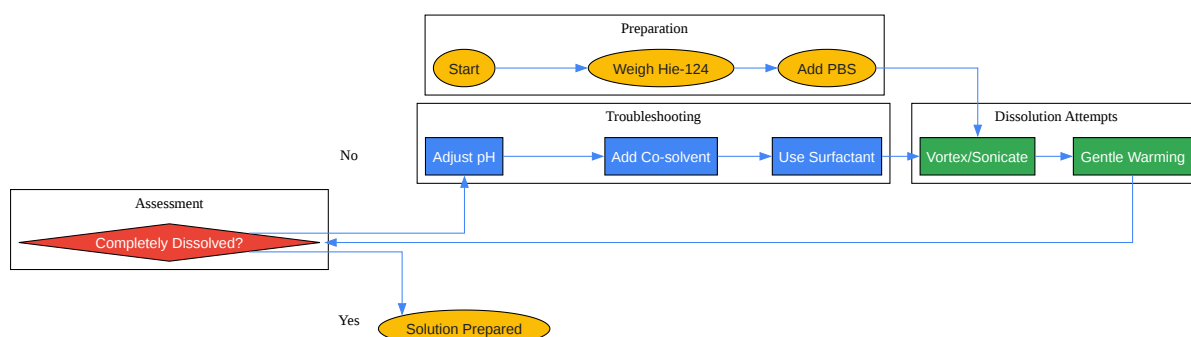 Preparation
Start
Weigh Hie-124
Add PBS
Troubleshooting
Dissolution Attempts
No
Adjust pH
Add Co-solvent
Use Surfactant
Vortex/Sonicate
Gentle Warming
Assessment
Completely Dissolved?
Yes
Solution Prepared